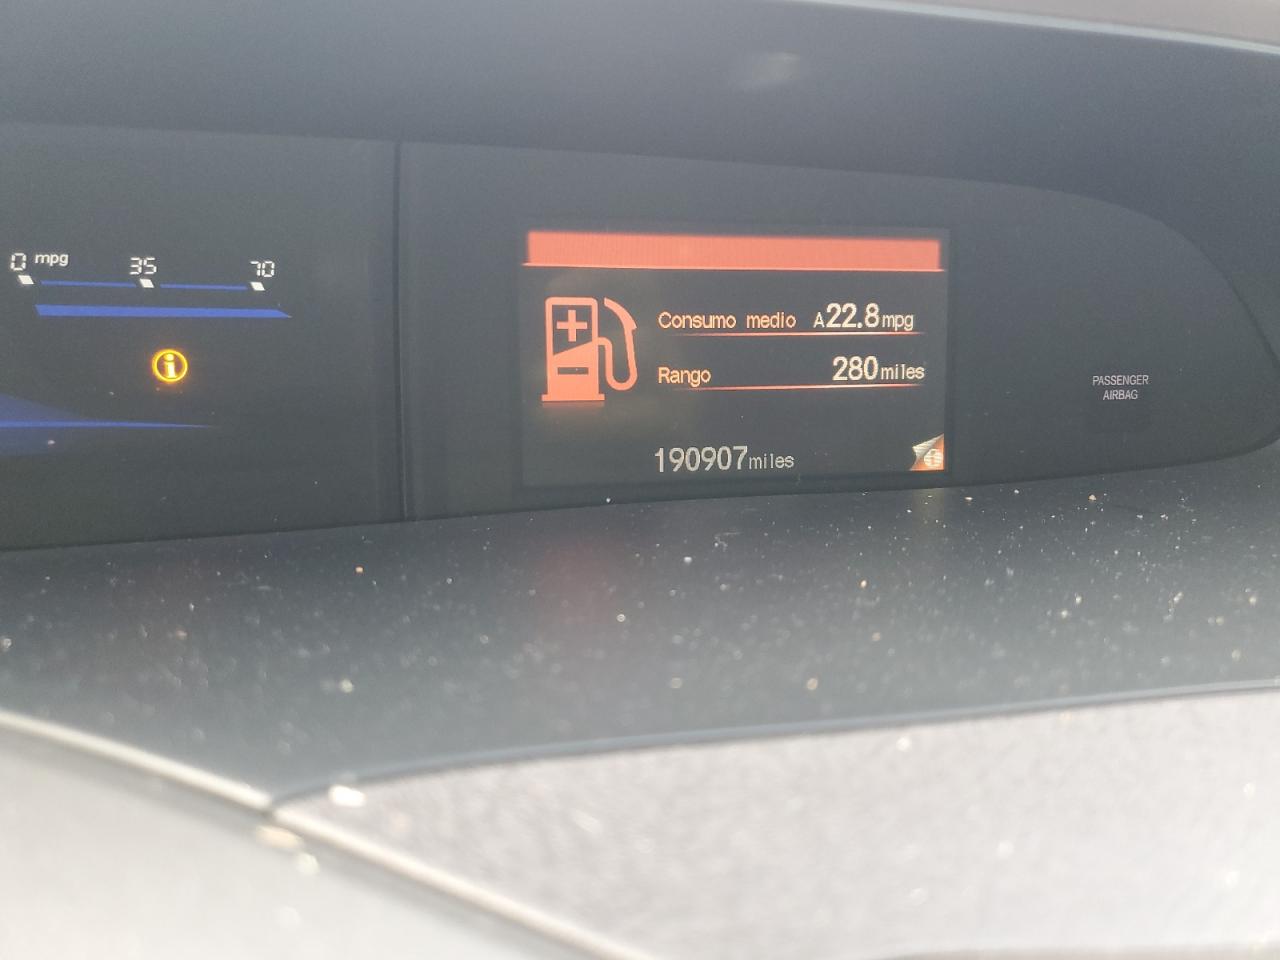 0 mpg 35 70
i
Consumo medio A22.8mpg
Rango 280miles
190907miles
i
PASSENGER
AIRBAG